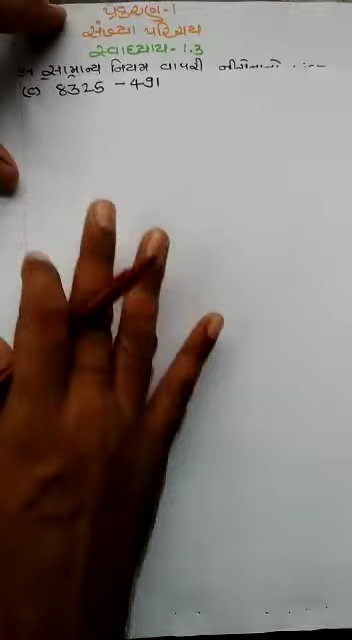 પ્રકરણ-1
સંખ્યા પરિચય
સ્વાધ્યાય-1.3
સામાન્ય નિયમ વાપરી
(c) 8325 - 491